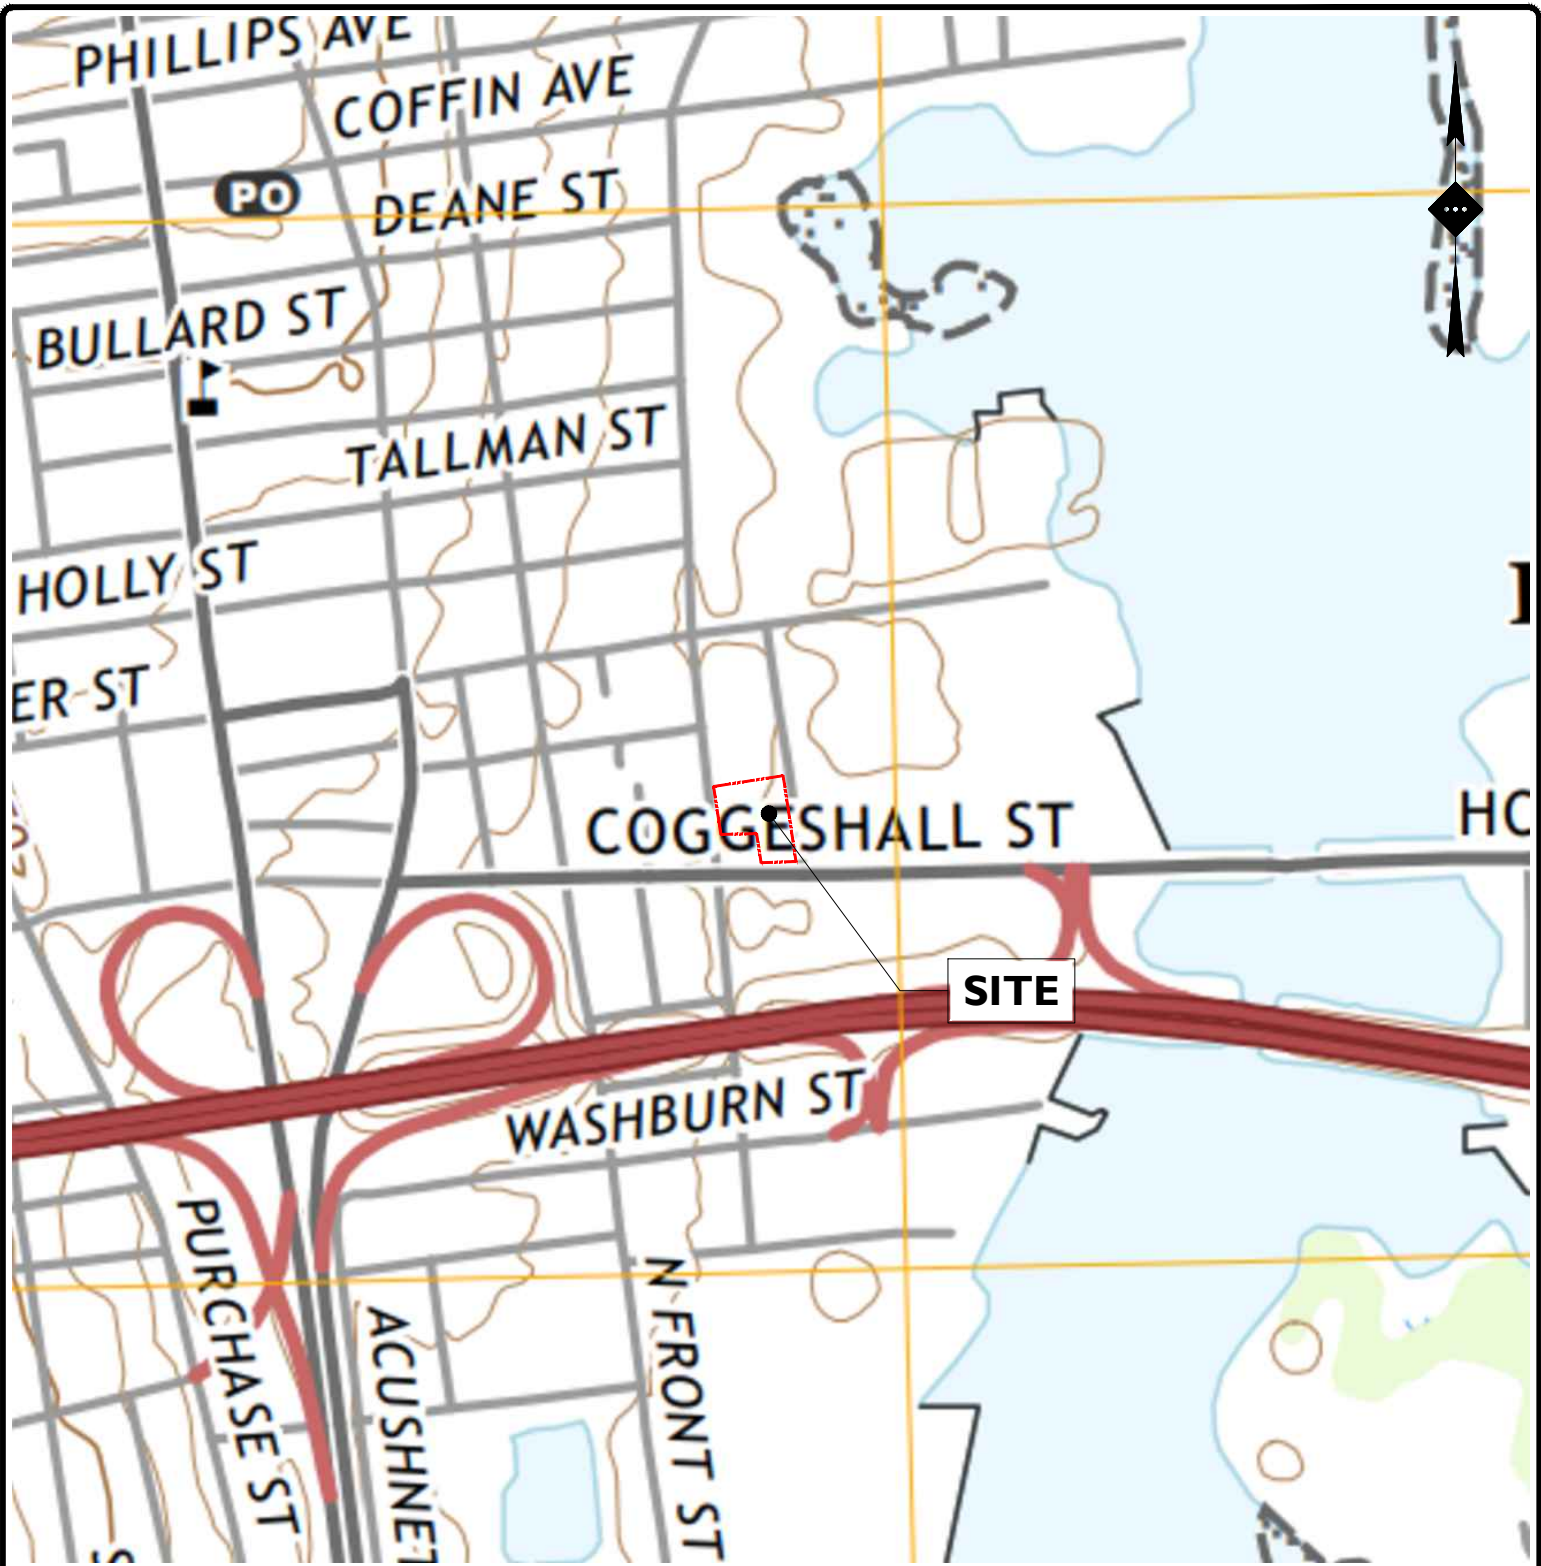 PHILLIPS AVE
COFFIN AVE
PO
DEANE ST
BULLARD ST
TALLMAN ST
HOLLY ST
ER ST
COGGESHALL ST
HO
SITE
WASHBURN ST
PURCHASE ST
ACUSHNET
N FRONT ST